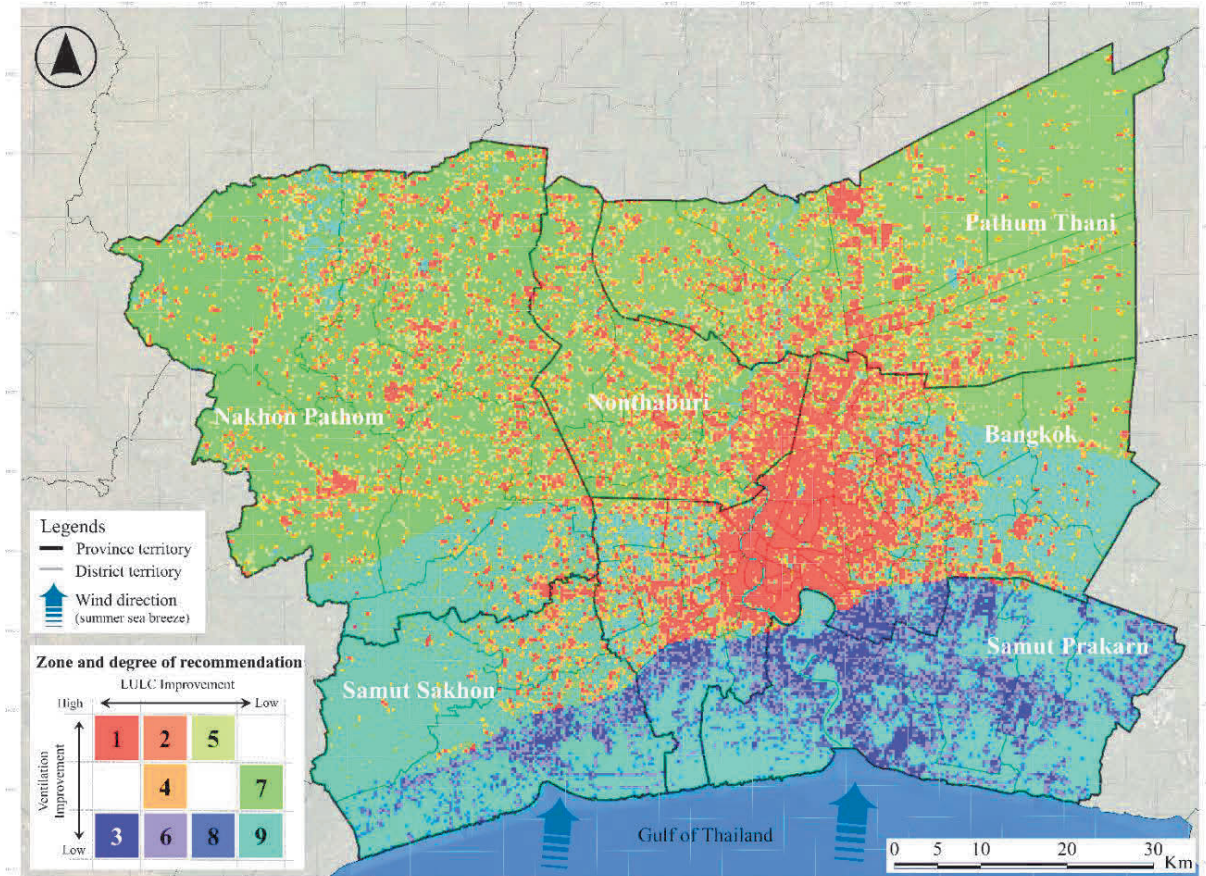 Pathum Thani
Nakhon Pathom
Nonthaburi
Bangkok
Samut Prakarn
Samut Sakhon
Gulf of Thailand
Legends
Province territory
District territory
Wind direction
(summer sea breeze)
Zone and degree of recommendation
LULC Improvement
High
Low
1
2
5
Ventilation
Improvement
4
7
Low
3
6
8
9
0 5 10 20 30
Km